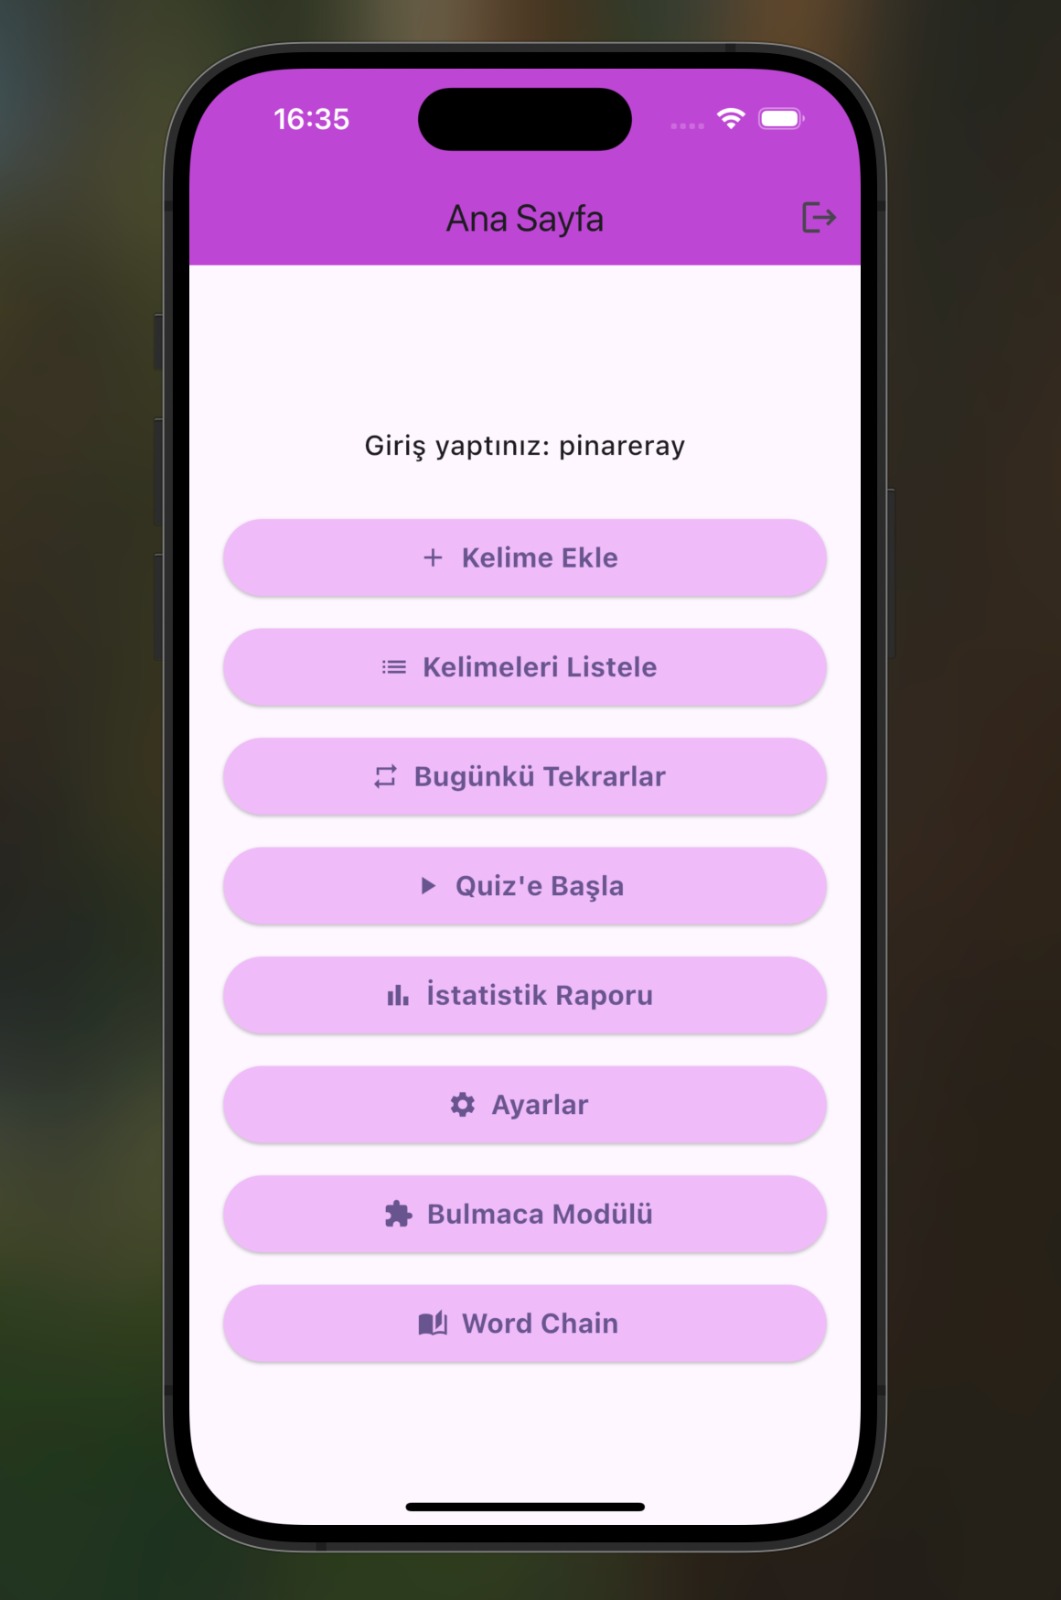 16:35
Ana Sayfa
Giriş yaptınız: pinareray
Kelime Ekle
Kelimeleri Listele
Bugünkü Tekrarlar
Quiz'e Başla
İstatistik Raporu
Ayarlar
Bulmaca Modülü
Word Chain